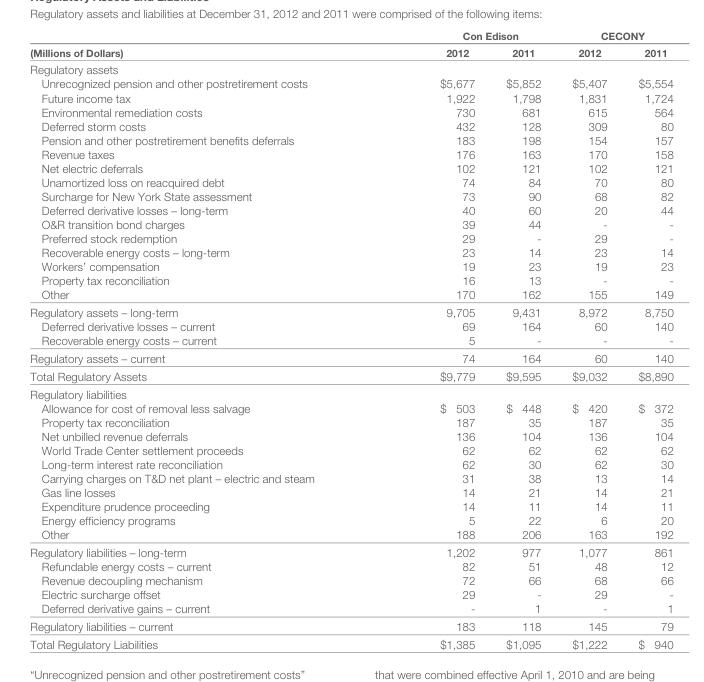 Regulatory assets and liabilities at December 31, 2012 and 2011 were comprised of the following items:
Con Edison CECONY
(Millions of Dollars) 2012 2011 2012 2011
Regulatory assets
Unrecognized pension and other postretirement costs $5,677 $5,852 $5,407 $5,554
Future income tax 1,922 1,798 1,831 1,724
Environmental remediation costs 730 681 615 564
Deferred storm costs 432 128 309 80
Pension and other postretirement benefits deferrals 183 198 154 157
Revenue taxes 176 163 170 158
Net electric deferrals 102 121 102 121
Unamortized loss on reacquired debt 74 84 70 80
Surcharge for New York State assessment 73 90 68 82
Deferred derivative losses – long-term 40 60 20 44
O&R transition bond charges 39 44 - -
Preferred stock redemption 29 - 29 -
Recoverable energy costs – long-term 23 14 23 14
Workers' compensation 19 23 19 23
Property tax reconciliation 16 13 - -
Other 170 162 155 149
Regulatory assets – long-term 9,705 9,431 8,972 8,750
Deferred derivative losses – current 69 164 60 140
Recoverable energy costs – current 5 - - -
Regulatory assets – current 74 164 60 140
Total Regulatory Assets $9,779 $9,595 $9,032 $8,890
Regulatory liabilities
Allowance for cost of removal less salvage $ 503 $ 448 $ 420 $ 372
Property tax reconciliation 187 35 187 35
Net unbilled revenue deferrals 136 104 136 104
World Trade Center settlement proceeds 62 62 62 62
Long-term interest rate reconciliation 62 30 62 30
Carrying charges on T&D net plant – electric and steam 31 38 13 14
Gas line losses 14 21 14 21
Expenditure prudence proceeding 14 11 14 11
Energy efficiency programs 5 22 6 20
Other 188 206 163 192
Regulatory liabilities – long-term 1,202 977 1,077 861
Refundable energy costs – current 82 51 48 12
Revenue decoupling mechanism 72 66 68 66
Electric surcharge offset 29 - 29 -
Deferred derivative gains – current - 1 - 1
Regulatory liabilities – current 183 118 145 79
Total Regulatory Liabilities $1,385 $1,095 $1,222 $ 940
"Unrecognized pension and other postretirement costs"
that were combined effective April 1, 2010 and are being